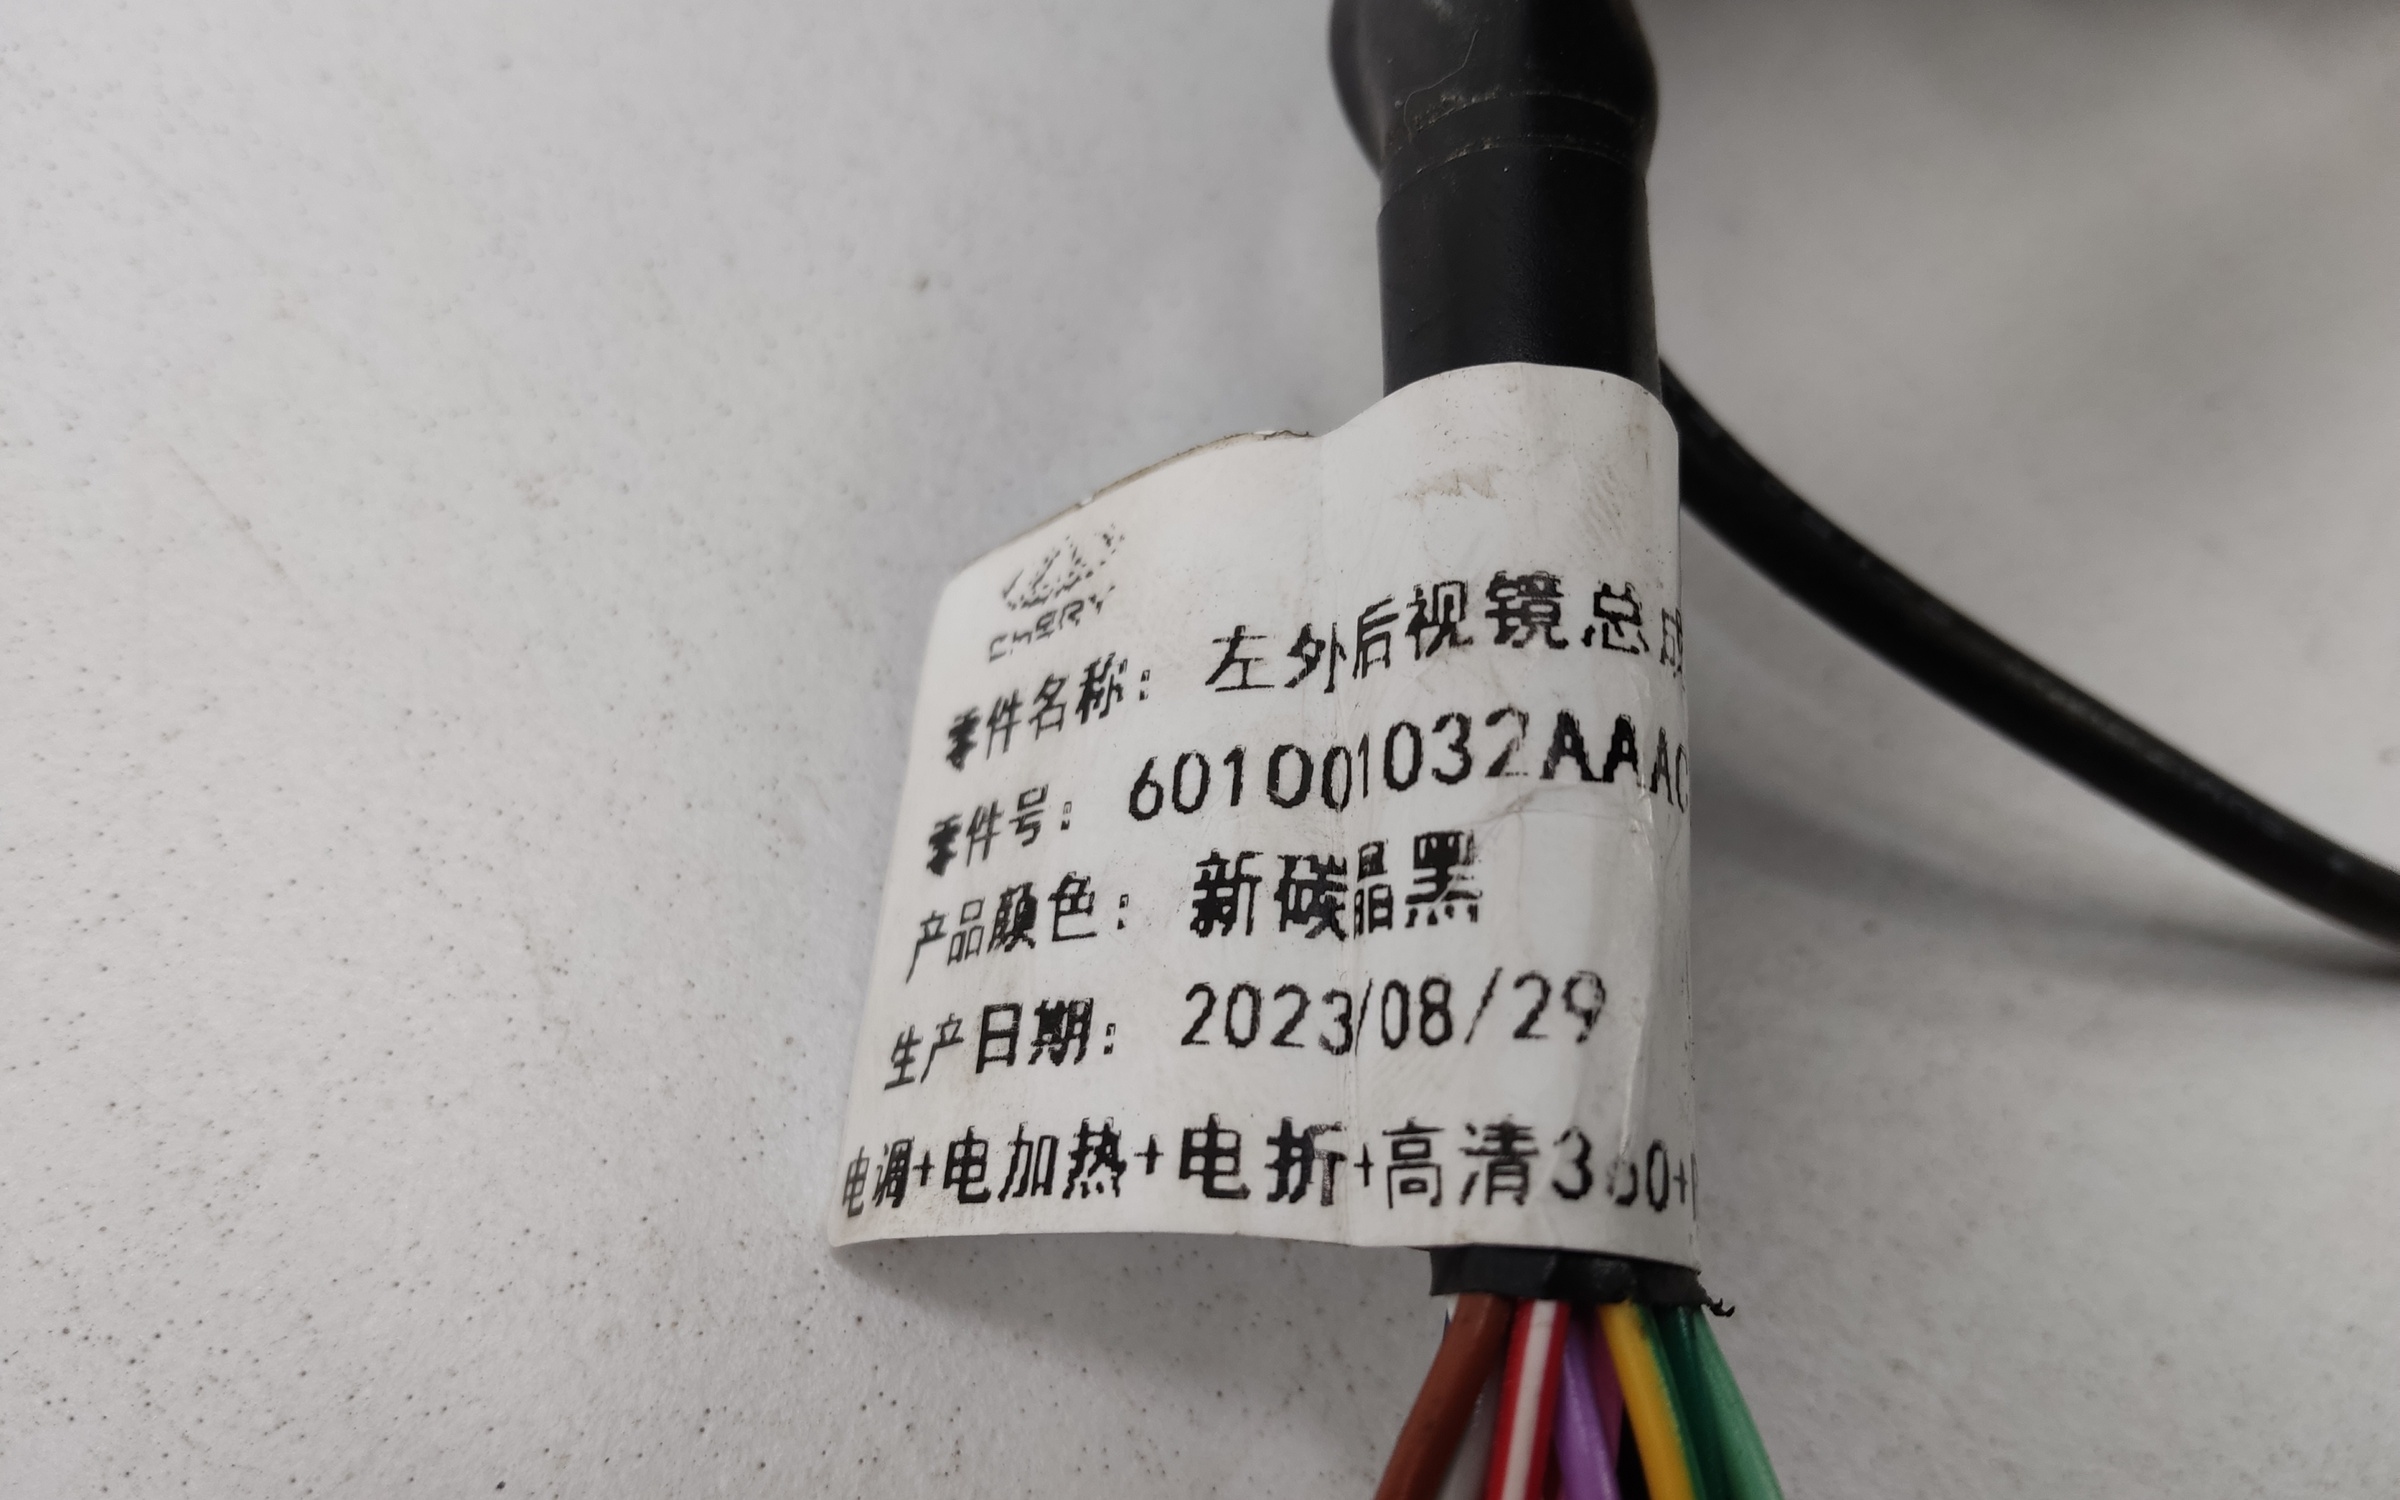 CHERY
零件名称: 左外后视镜总成
零件号: 601001032AAAC
产品颜色: 新碳晶黑
生产日期: 2023/08/29
电调+电加热+电折+高清360+